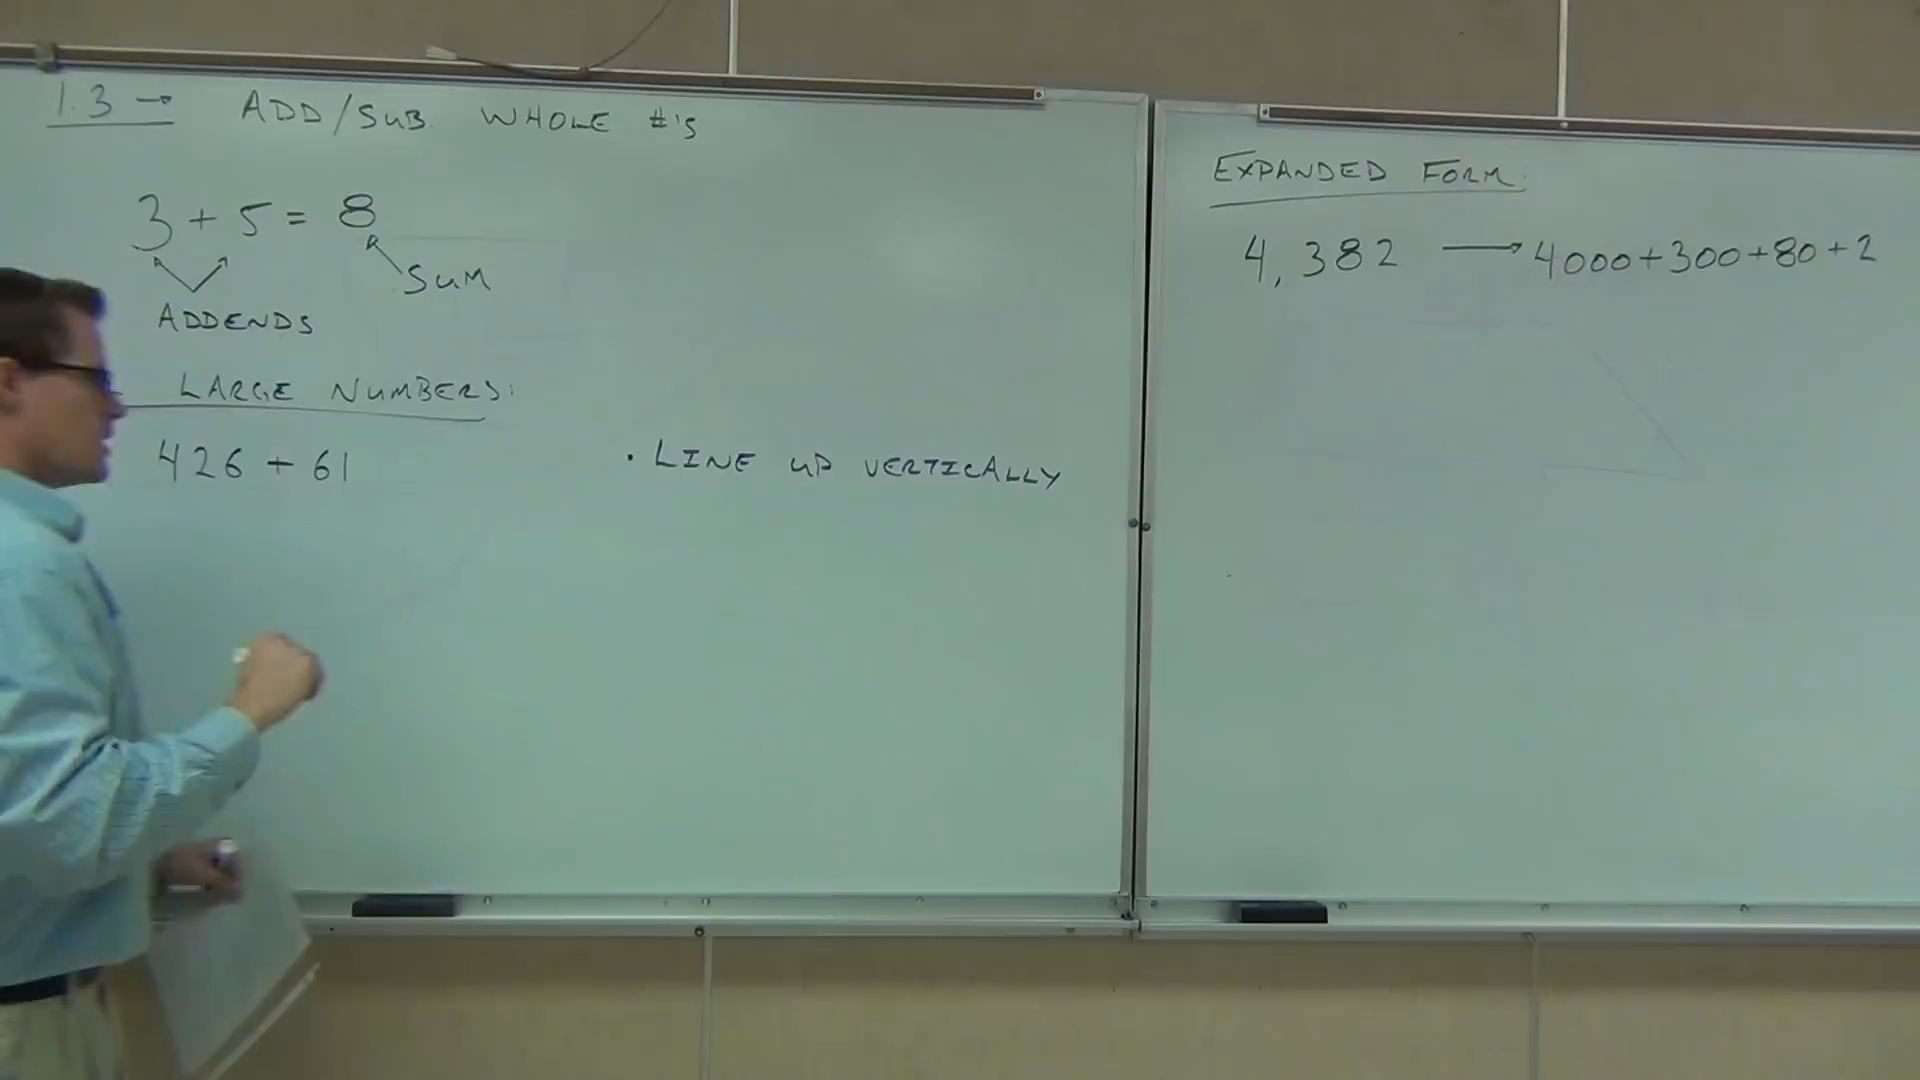 1.3 → ADD/SUB. WHOLE #'S
3 + 5 = 8
SUM
ADDENDS
LARGE NUMBERS:
426 + 61
• LINE UP VERTICALLY
EXPANDED FORM:
4,382 → 4000+300+80+2